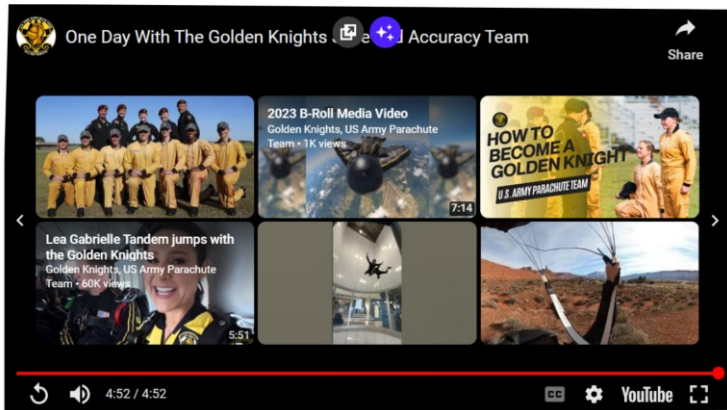 One Day With The Golden Knights Accuracy Team
Share
2023 B-Roll Media Video
Golden Knights, US Army Parachute
Team • 1K views
7:14
HOW TO
BECOME A
GOLDEN KNIGHT
U.S. ARMY PARACHUTE TEAM
Lea Gabrielle Tandem jumps with
the Golden Knights
Golden Knights, US Army Parachute
Team • 60K views
5:51
4:52 / 4:52
CC
YouTube